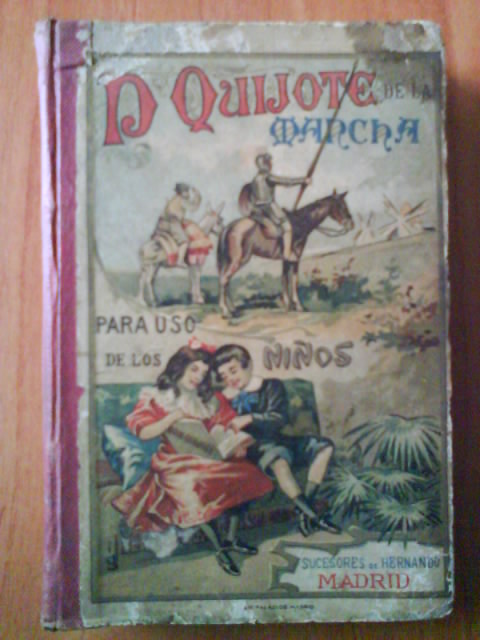 D QUIJOTE DE LA
MANCHA
PARA USO
DE LOS NIÑOS
SUCESORES DE HERNANDO
MADRID